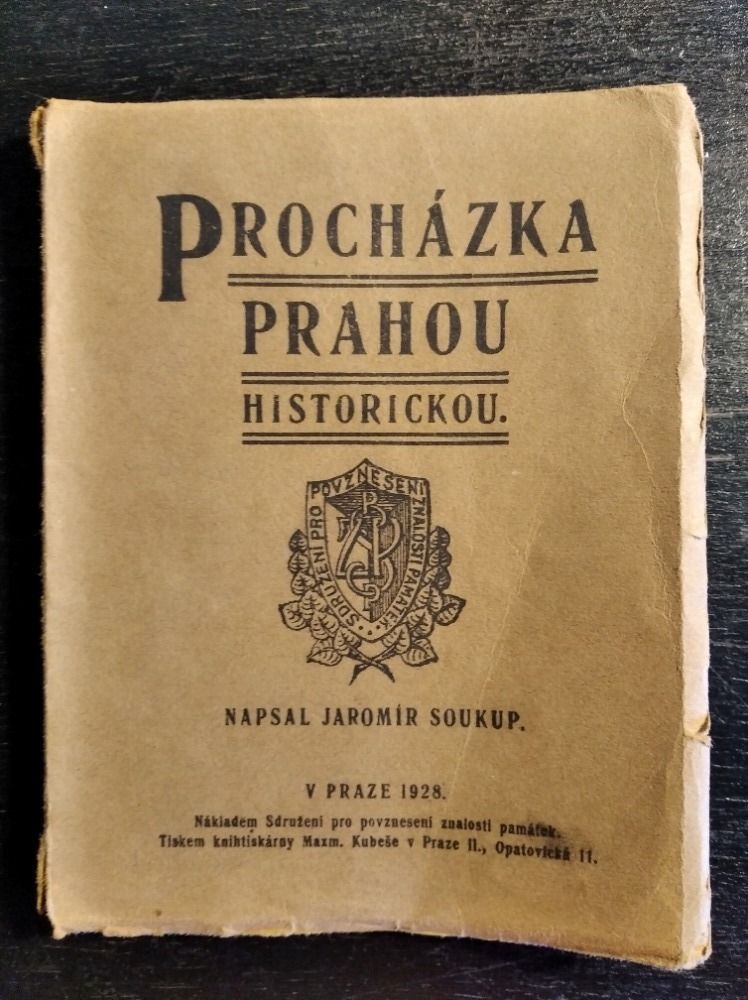 PROCHÁZKA
PRAHOU
HISTORICKOU.
SDRUŽENÍ PRO POVZNESENÍ ZNALOSTI PAMÁTEK
NAPSAL JAROMÍR SOUKUP.
V PRAZE 1928.
Nákladem Sdružení pro povznesení znalosti památek.
Tiskem knihtiskárny Maxm. Kubeše v Praze II., Opatovická 11.